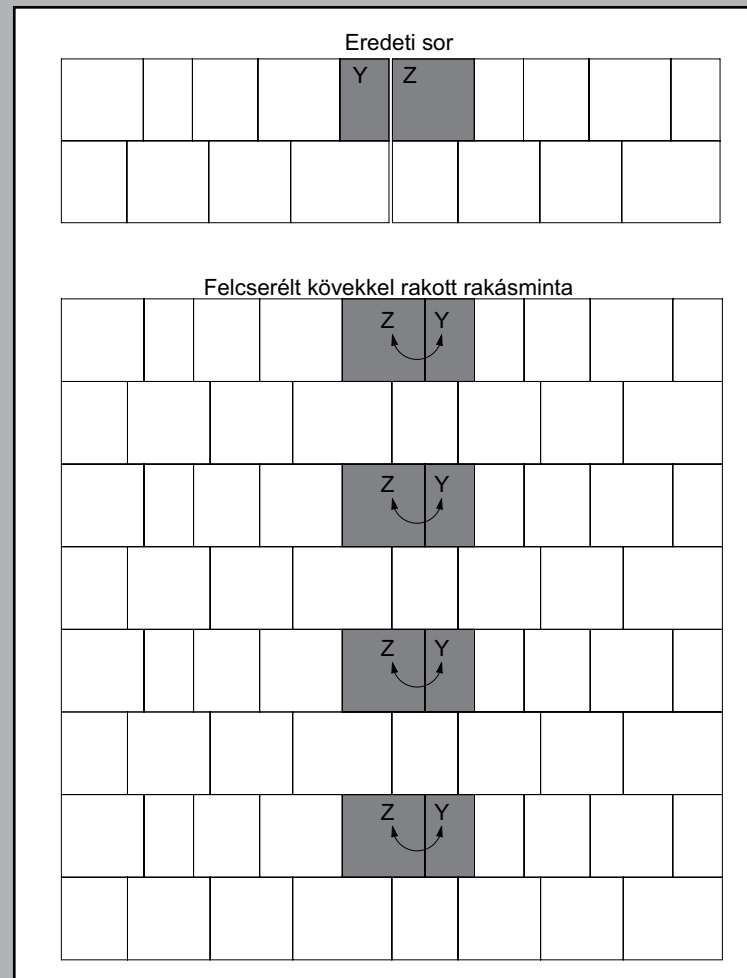 Eredeti sor
Y Z
Felcserélt kövekkel rakott rakásminta
Z Y
Z Y
Z Y
Z Y